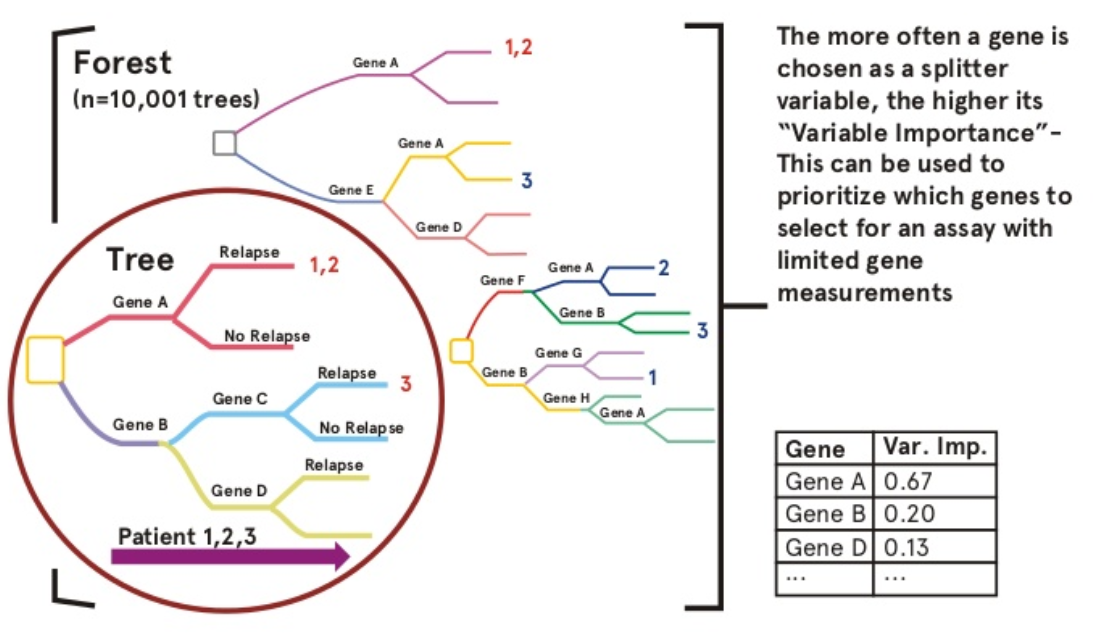 Forest
(n=10,001 trees)
Gene A
1,2
Gene A
3
Gene E
Gene D
Tree
Relapse
1,2
Gene A
No Relapse
Relapse
3
Gene C
Gene B
No Relapse
Relapse
Gene D
Patient 1,2,3
Gene F
Gene A
2
Gene B
3
Gene G
Gene B
1
Gene H
Gene A
The more often a gene is
chosen as a splitter
variable, the higher its
“Variable Importance”-
This can be used to
prioritize which genes to
select for an assay with
limited gene
measurements
Gene Var. Imp.
Gene A 0.67
Gene B 0.20
Gene D 0.13
... ...